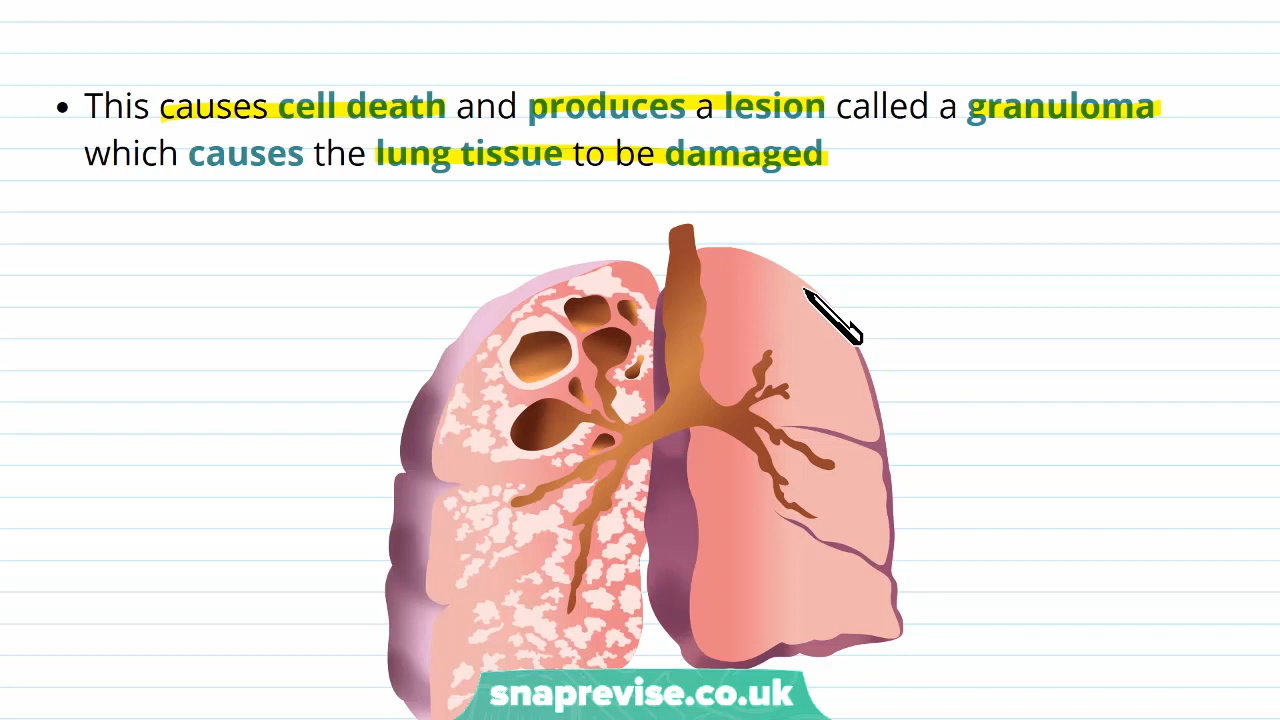 • This causes cell death and produces a lesion called a granuloma
which causes the lung tissue to be damaged
snaprevise.co.uk